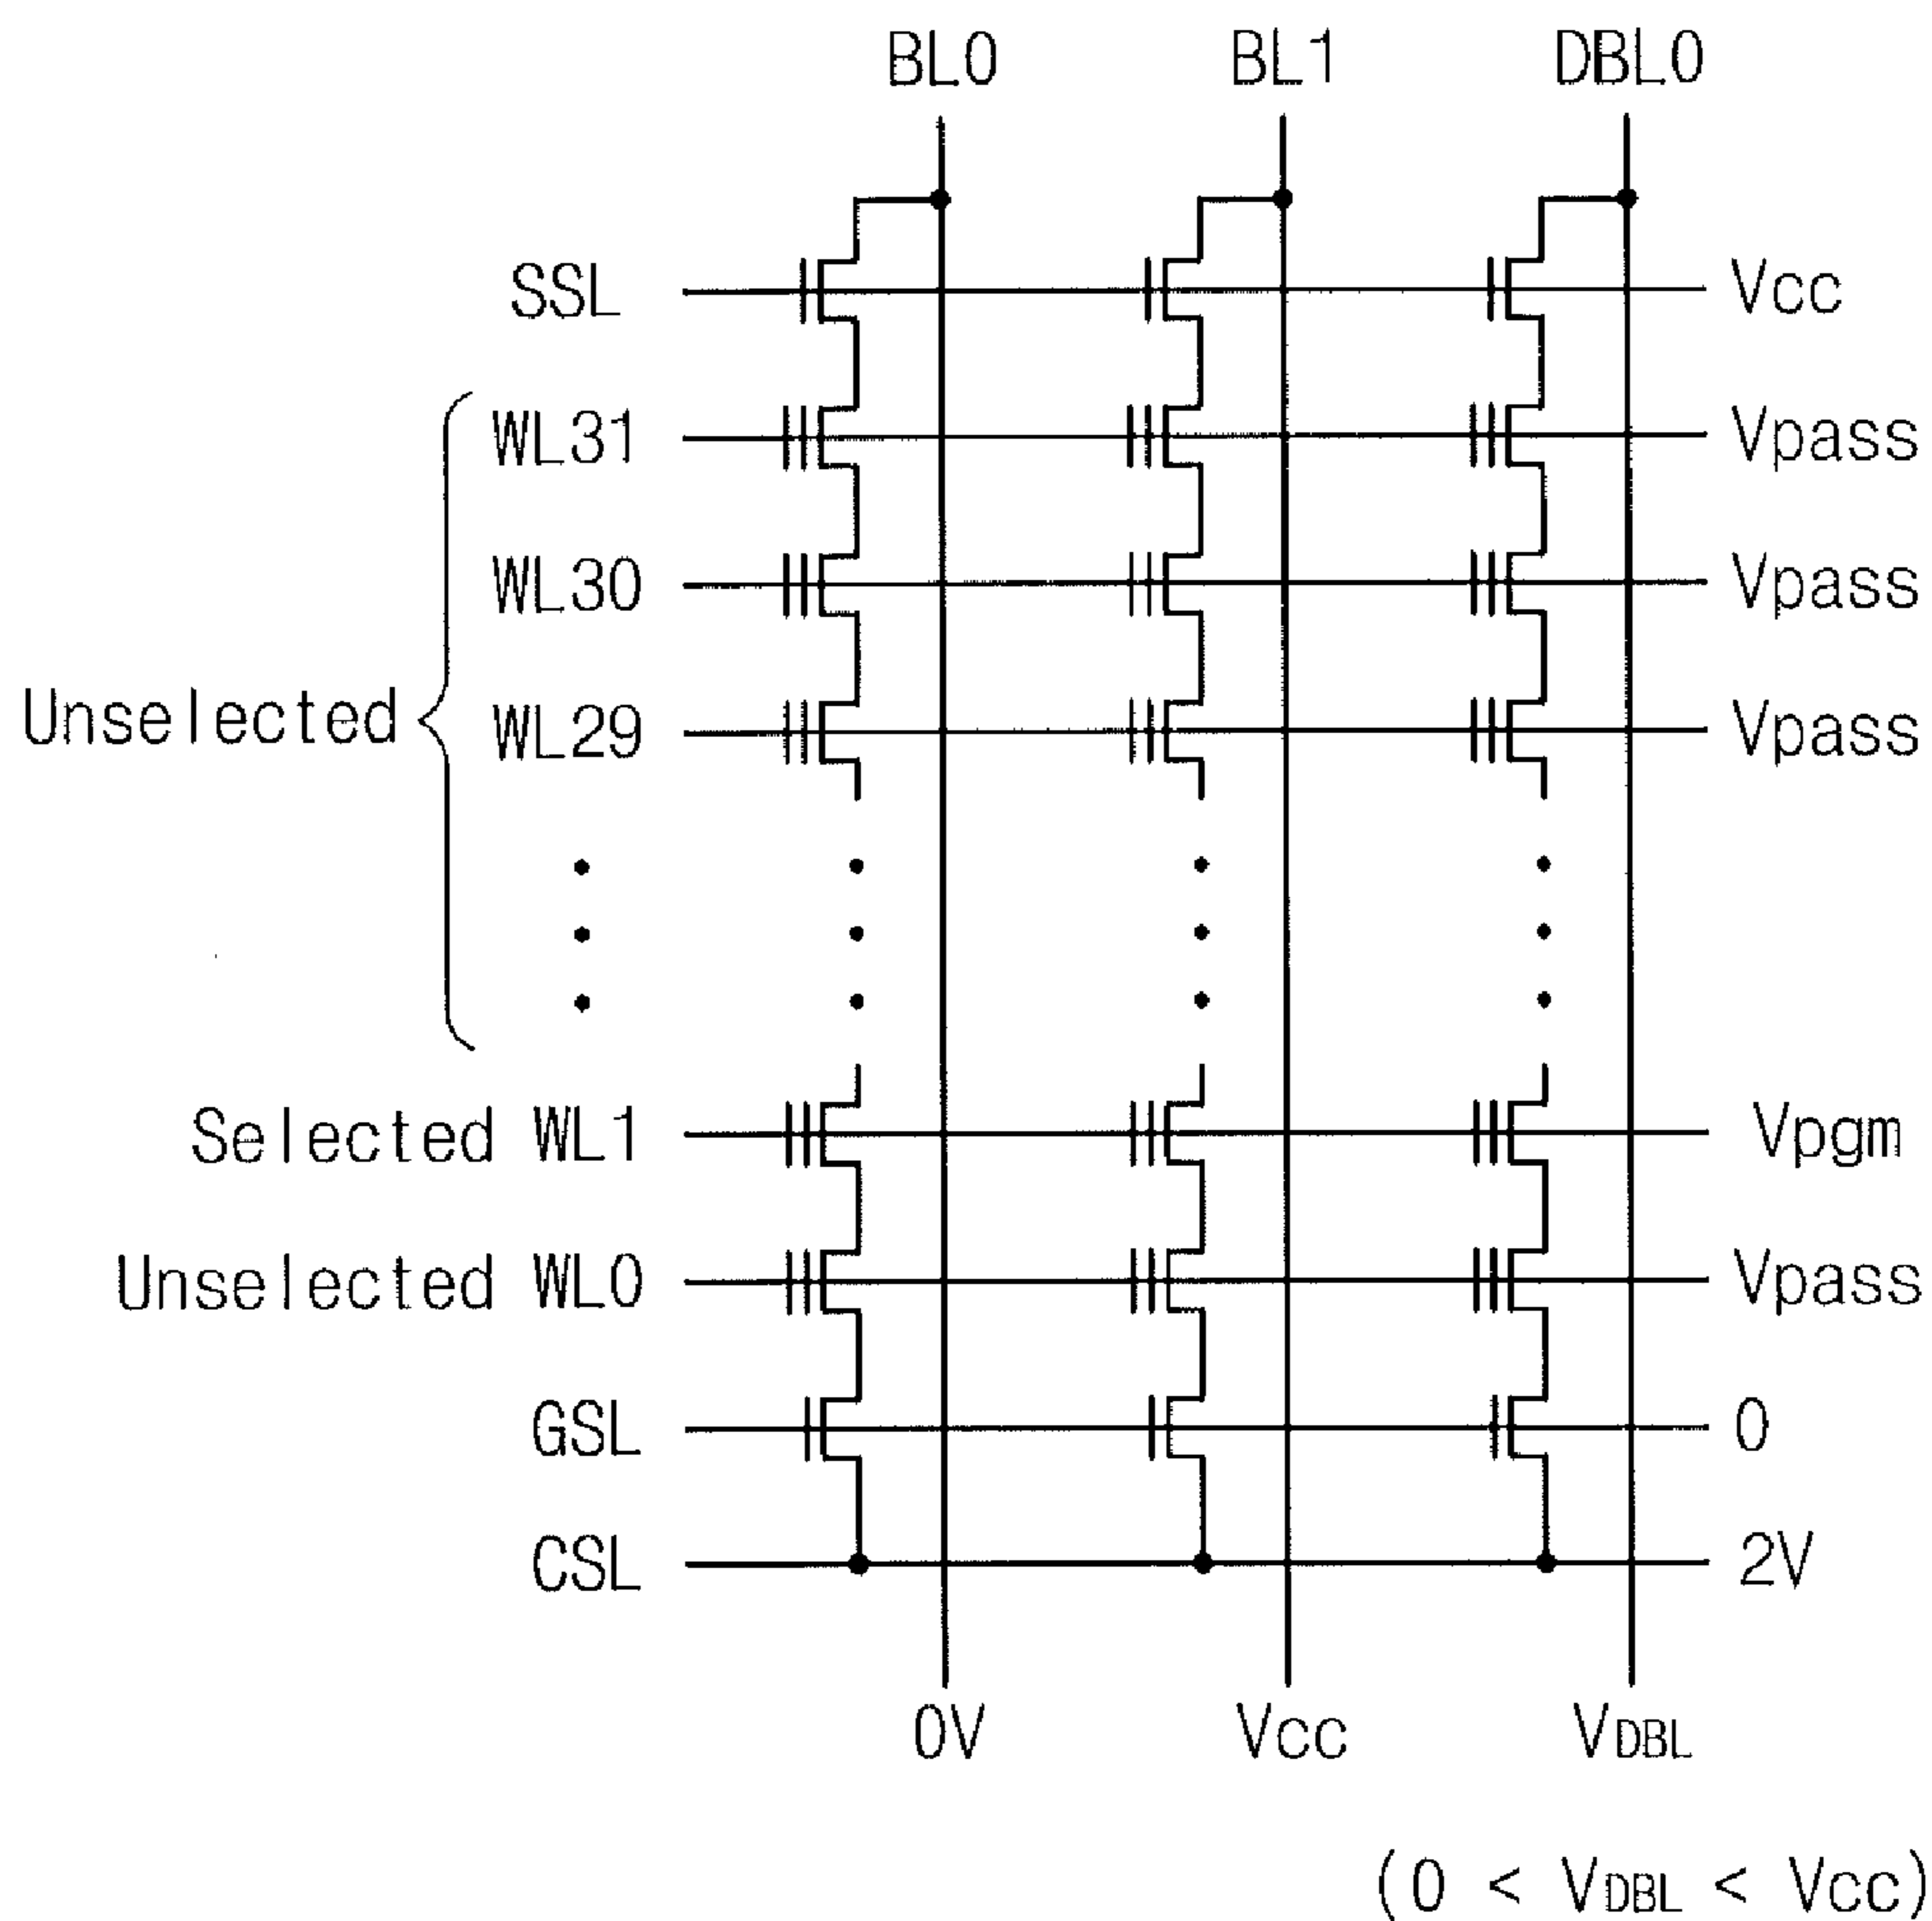 BL0 BL1 DBL0
SSL Vcc
WL31 Vpass
WL30 Vpass
Unselected WL29 Vpass
Selected WL1 Vpgm
Unselected WL0 Vpass
GSL 0
CSL 2V
0V VCC VDBL
(0 < VDBL < VCC)